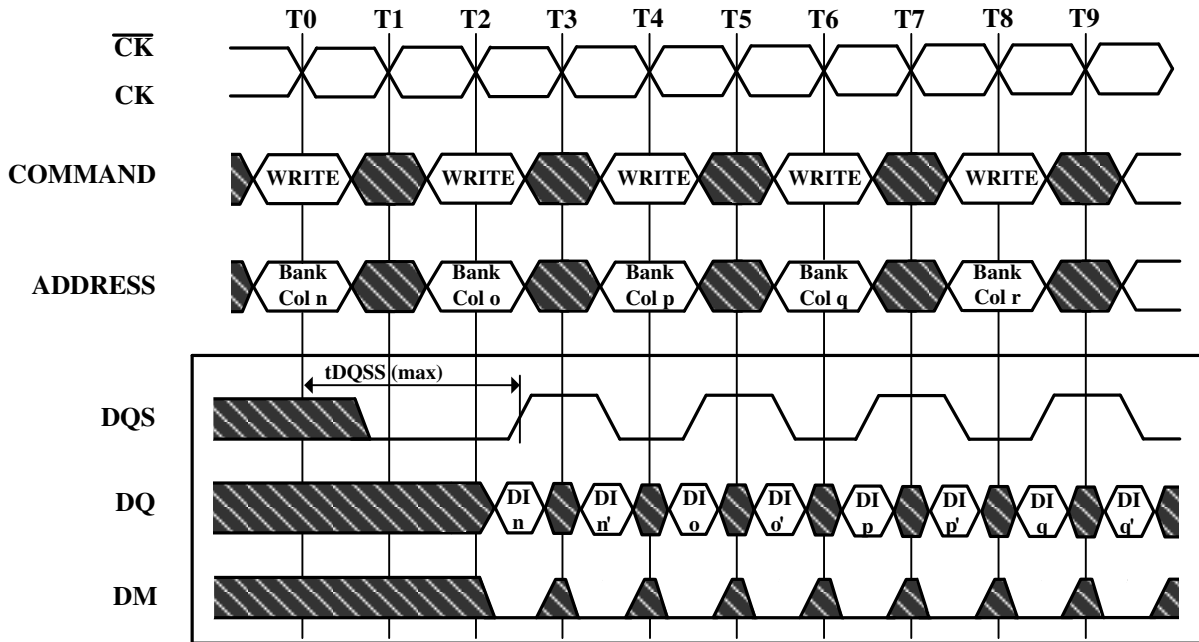 T0 T1 T2 T3 T4 T5 T6 T7 T8 T9
CK
CK
COMMAND WRITE WRITE WRITE WRITE WRITE
ADDRESS Bank Bank Bank Bank Bank
Col n Col o Col p Col q Col r
tDQSS (max)
DQS
DQ DI DI DI DI DI DI DI DI
n n' o o' p p' q q'
DM